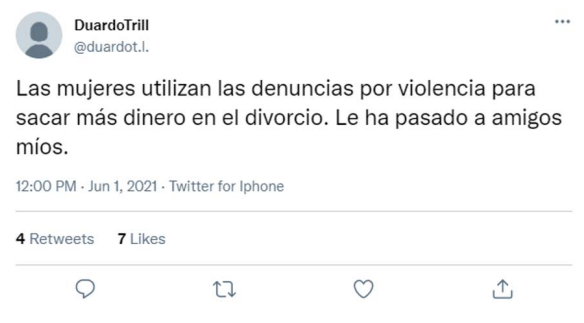 DuardoTrill
@duardot.l.
Las mujeres utilizan las denuncias por violencia para
sacar más dinero en el divorcio. Le ha pasado a amigos
míos.
12:00 PM · Jun 1, 2021 · Twitter for Iphone
4 Retweets 7 Likes